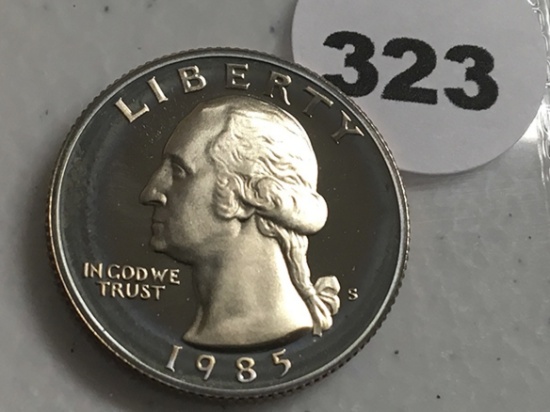 323
LIBERTY
IN GOD WE
TRUST
S
1985